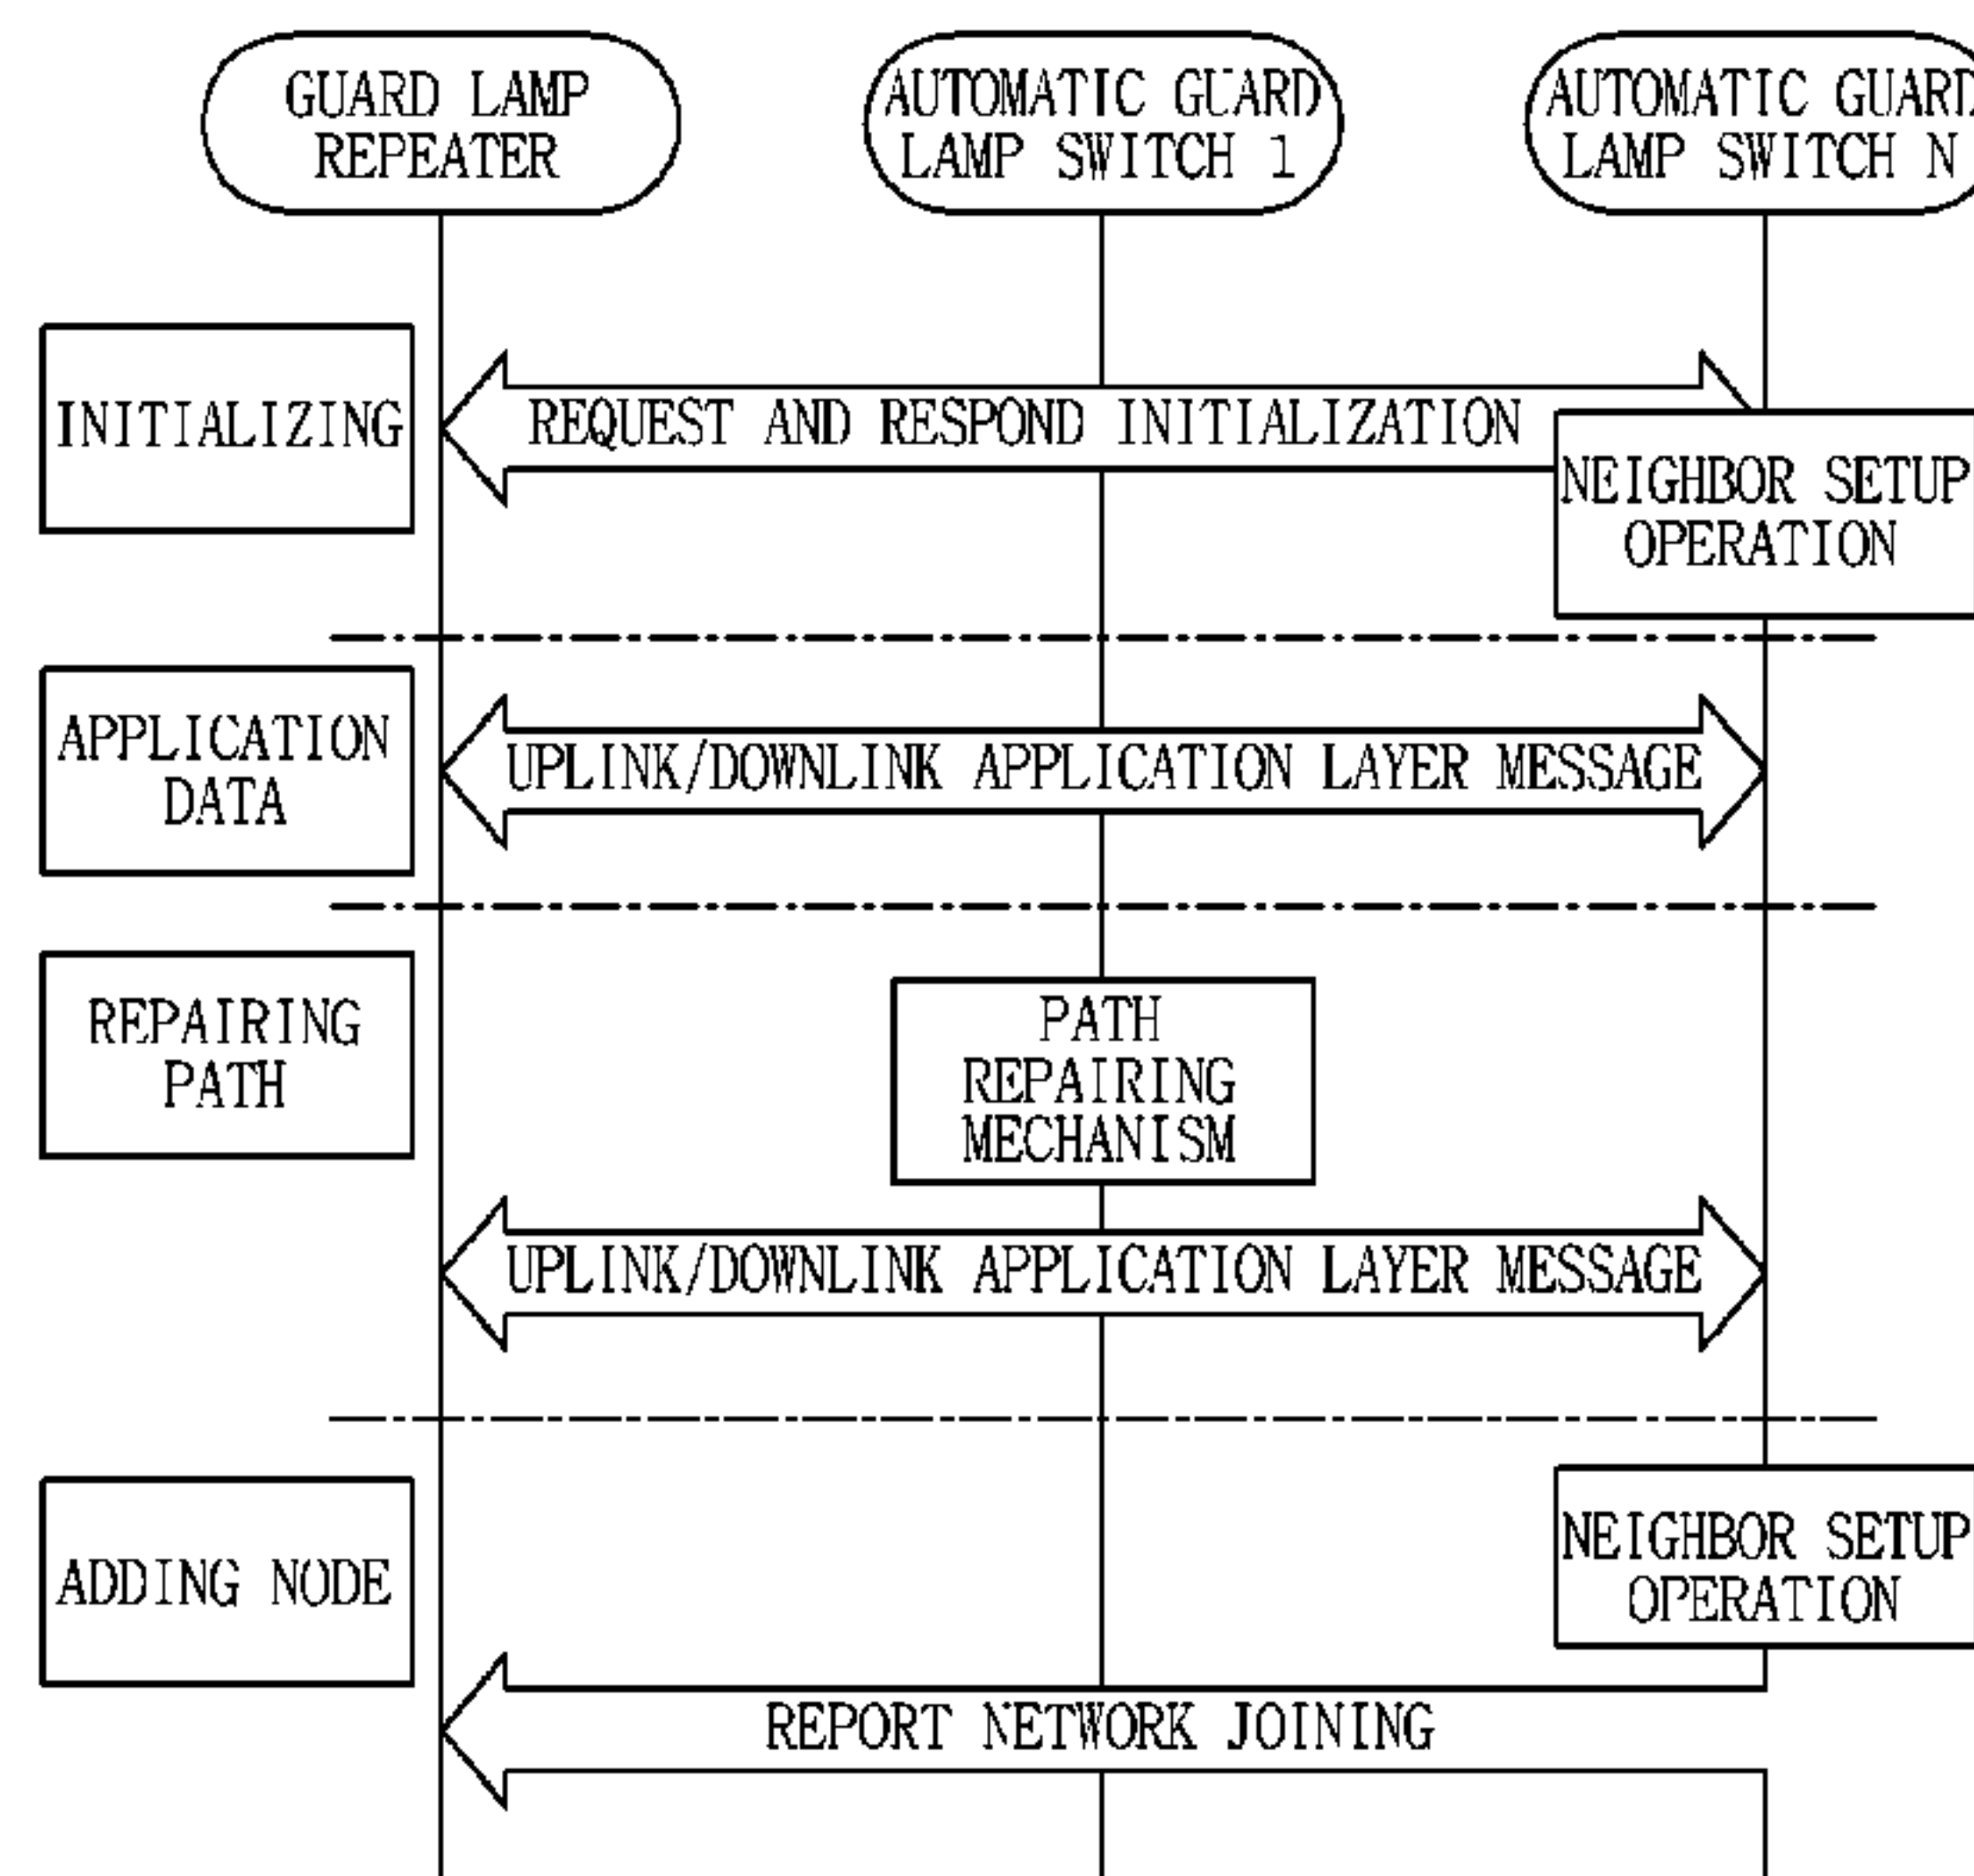 GUARD LAMP
REPEATER
AUTOMATIC GUARD
LAMP SWITCH 1
AUTOMATIC GUARD
LAMP SWITCH N
INITIALIZING
REQUEST AND RESPOND INITIALIZATION
NEIGHBOR SETUP
OPERATION
APPLICATION
DATA
UPLINK/DOWNLINK APPLICATION LAYER MESSAGE
REPAIRING
PATH
PATH
REPAIRING
MECHANISM
UPLINK/DOWNLINK APPLICATION LAYER MESSAGE
ADDING NODE
NEIGHBOR SETUP
OPERATION
REPORT NETWORK JOINING